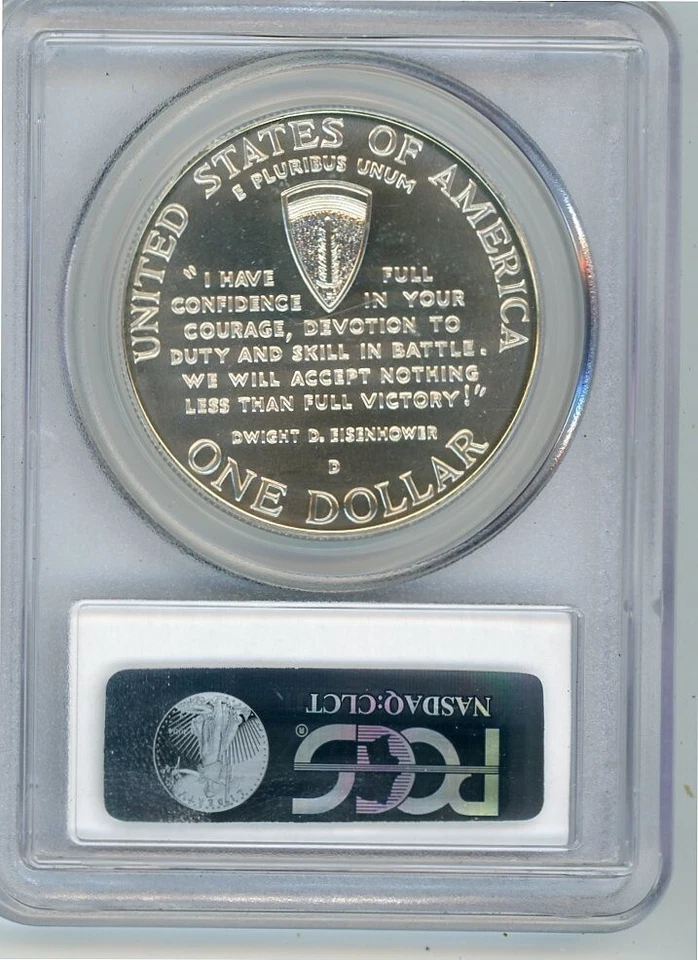 UNITED STATES OF AMERICA
E PLURIBUS UNUM
"I HAVE FULL
CONFIDENCE IN YOUR
COURAGE, DEVOTION TO
DUTY AND SKILL IN BATTLE.
WE WILL ACCEPT NOTHING
LESS THAN FULL VICTORY!"
DWIGHT D. EISENHOWER
D
ONE DOLLAR
NASDAQ:CLCT
PCGS®